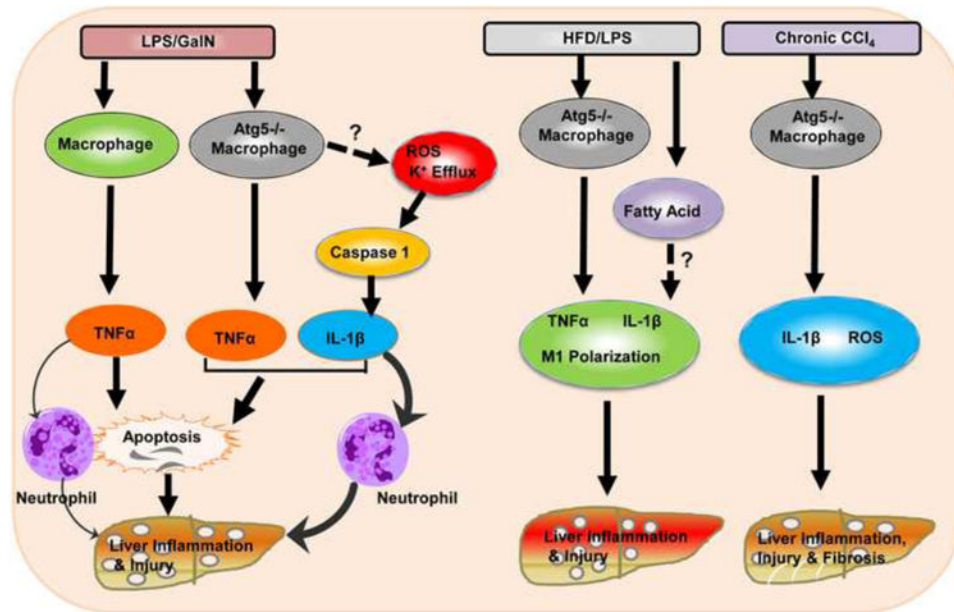 LPS/GalN
Macrophage
Atg5-/-
Macrophage
?
ROS
K⁺ Efflux
Caspase 1
TNFα
TNFα
IL-1β
Apoptosis
Neutrophil
Neutrophil
Liver Inflammation
& Injury
HFD/LPS
Atg5-/-
Macrophage
Fatty Acid
?
TNFα IL-1β
M1 Polarization
Liver Inflammation
& Injury
Chronic CCl₄
Atg5-/-
Macrophage
IL-1β ROS
Liver Inflammation,
Injury & Fibrosis